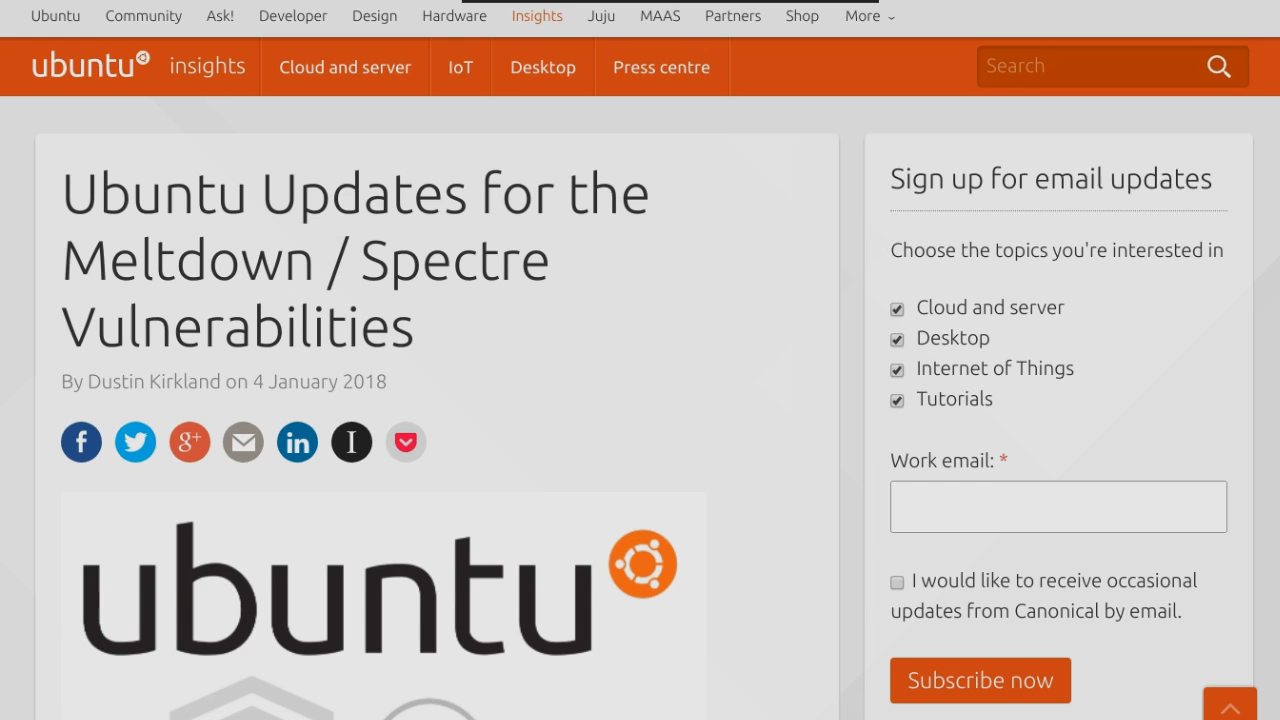 Ubuntu Community Ask! Developer Design Hardware Insights Juju MAAS Partners Shop More
ubuntu insights Cloud and server IoT Desktop Press centre Search
Ubuntu Updates for the
Meltdown / Spectre
Vulnerabilities
By Dustin Kirkland on 4 January 2018
f g+ in I
ubuntu
Sign up for email updates
Choose the topics you're interested in
Cloud and server
Desktop
Internet of Things
Tutorials
Work email: *
I would like to receive occasional
updates from Canonical by email.
Subscribe now